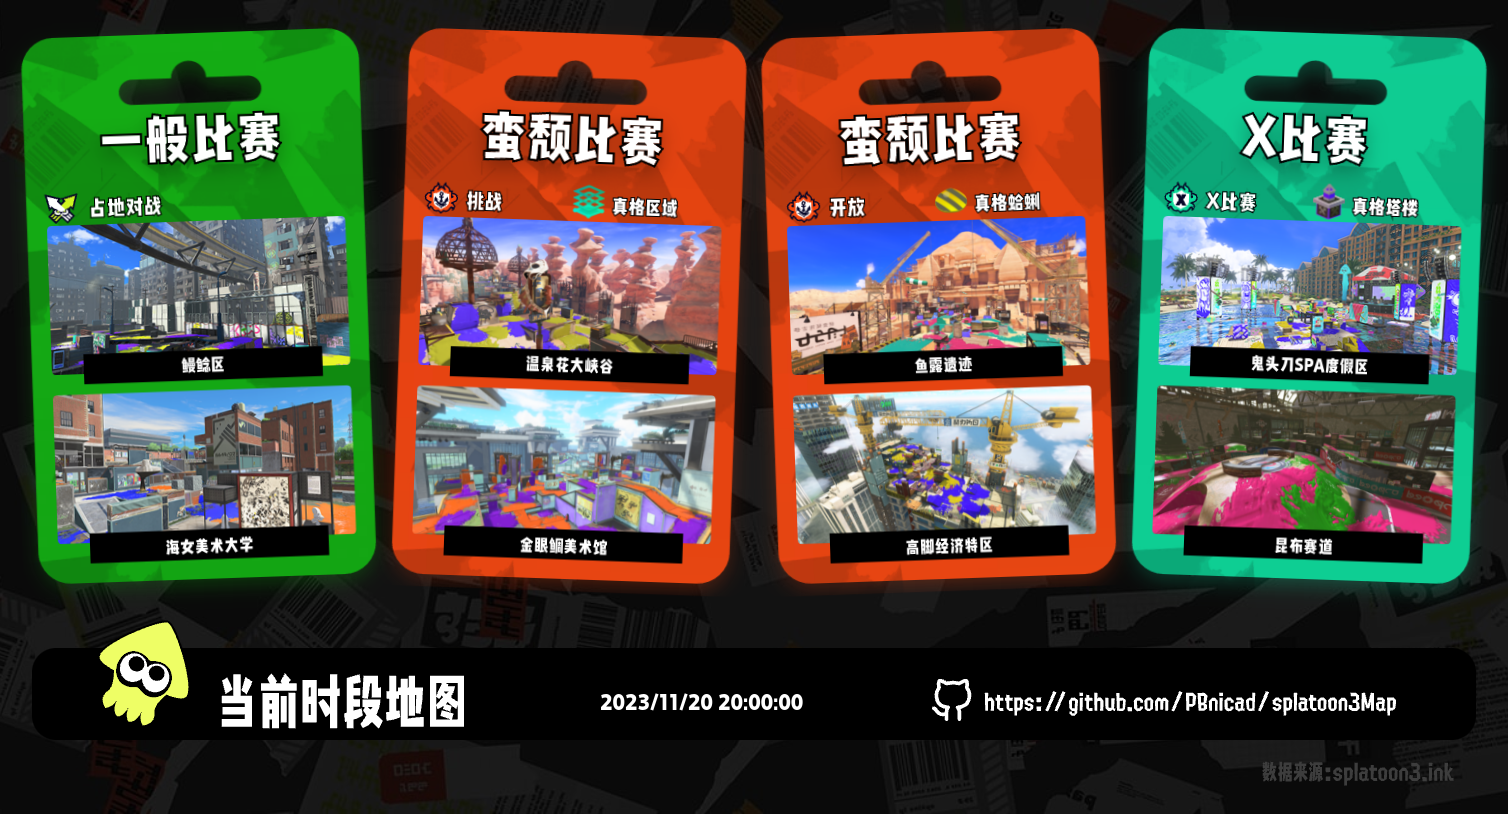 一般比赛
占地对战
鳗鲶区
海女美术大学
蛮颓比赛
挑战
真格区域
温泉花大峡谷
金眼鲷美术馆
蛮颓比赛
开放
真格蛤蜊
鱼露遗迹
高脚经济特区
X比赛
X比赛
真格塔楼
鬼头刀SPA度假区
昆布赛道
当前时段地图
2023/11/20 20:00:00
https://github.com/PBnicad/splatoon3Map
数据来源:splatoon3.ink